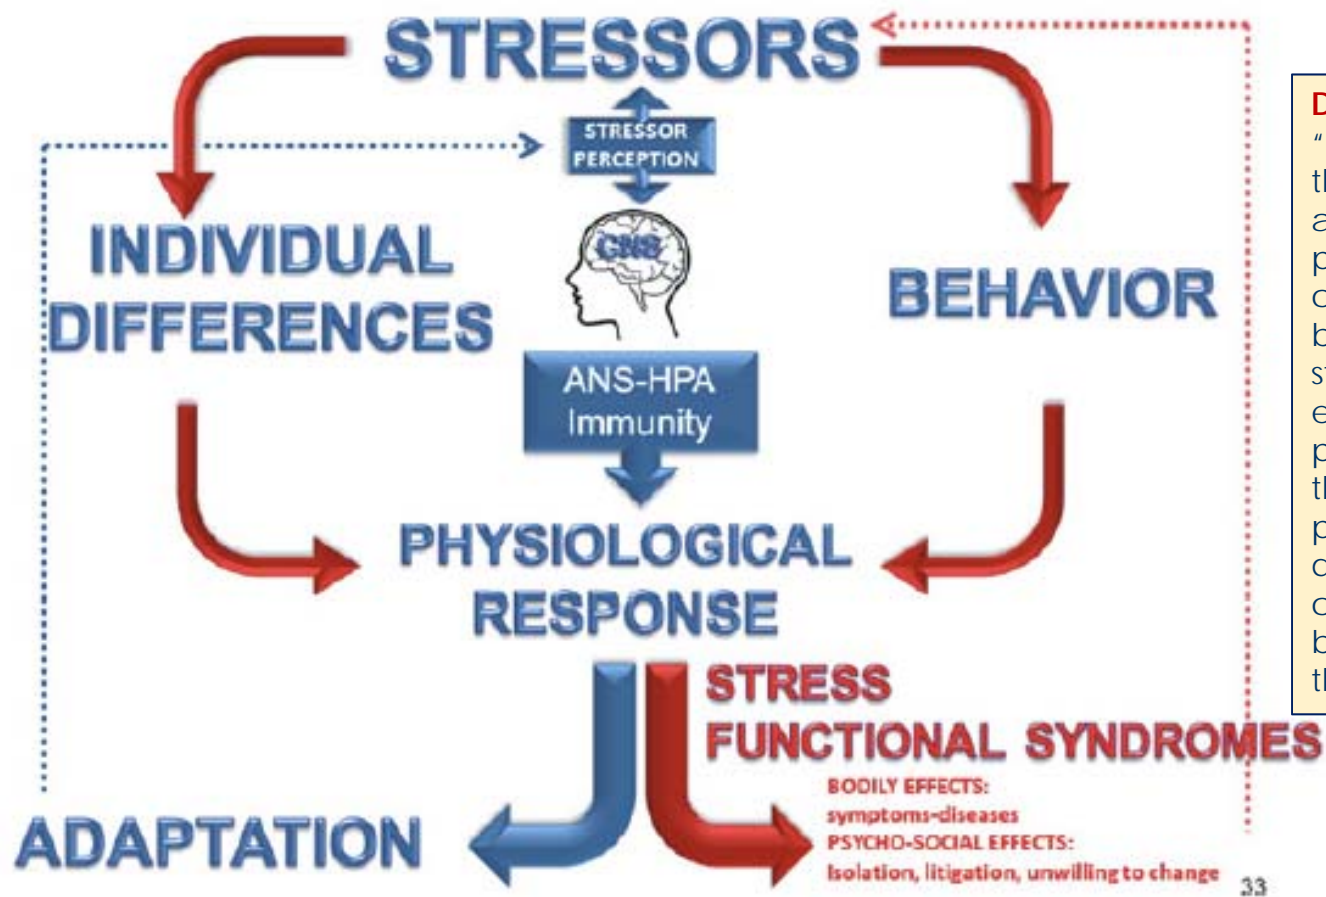 STRESSORS
STRESSOR
PERCEPTION
CNS
INDIVIDUAL
DIFFERENCES
BEHAVIOR
ANS-HPA
Immunity
PHYSIOLOGICAL
RESPONSE
STRESS
FUNCTIONAL SYNDROMES
BODILY EFFECTS:
symptoms-diseases
PSYCHO-SOCIAL EFFECTS:
Isolation, litigation, unwilling to change
ADAPTATION
33